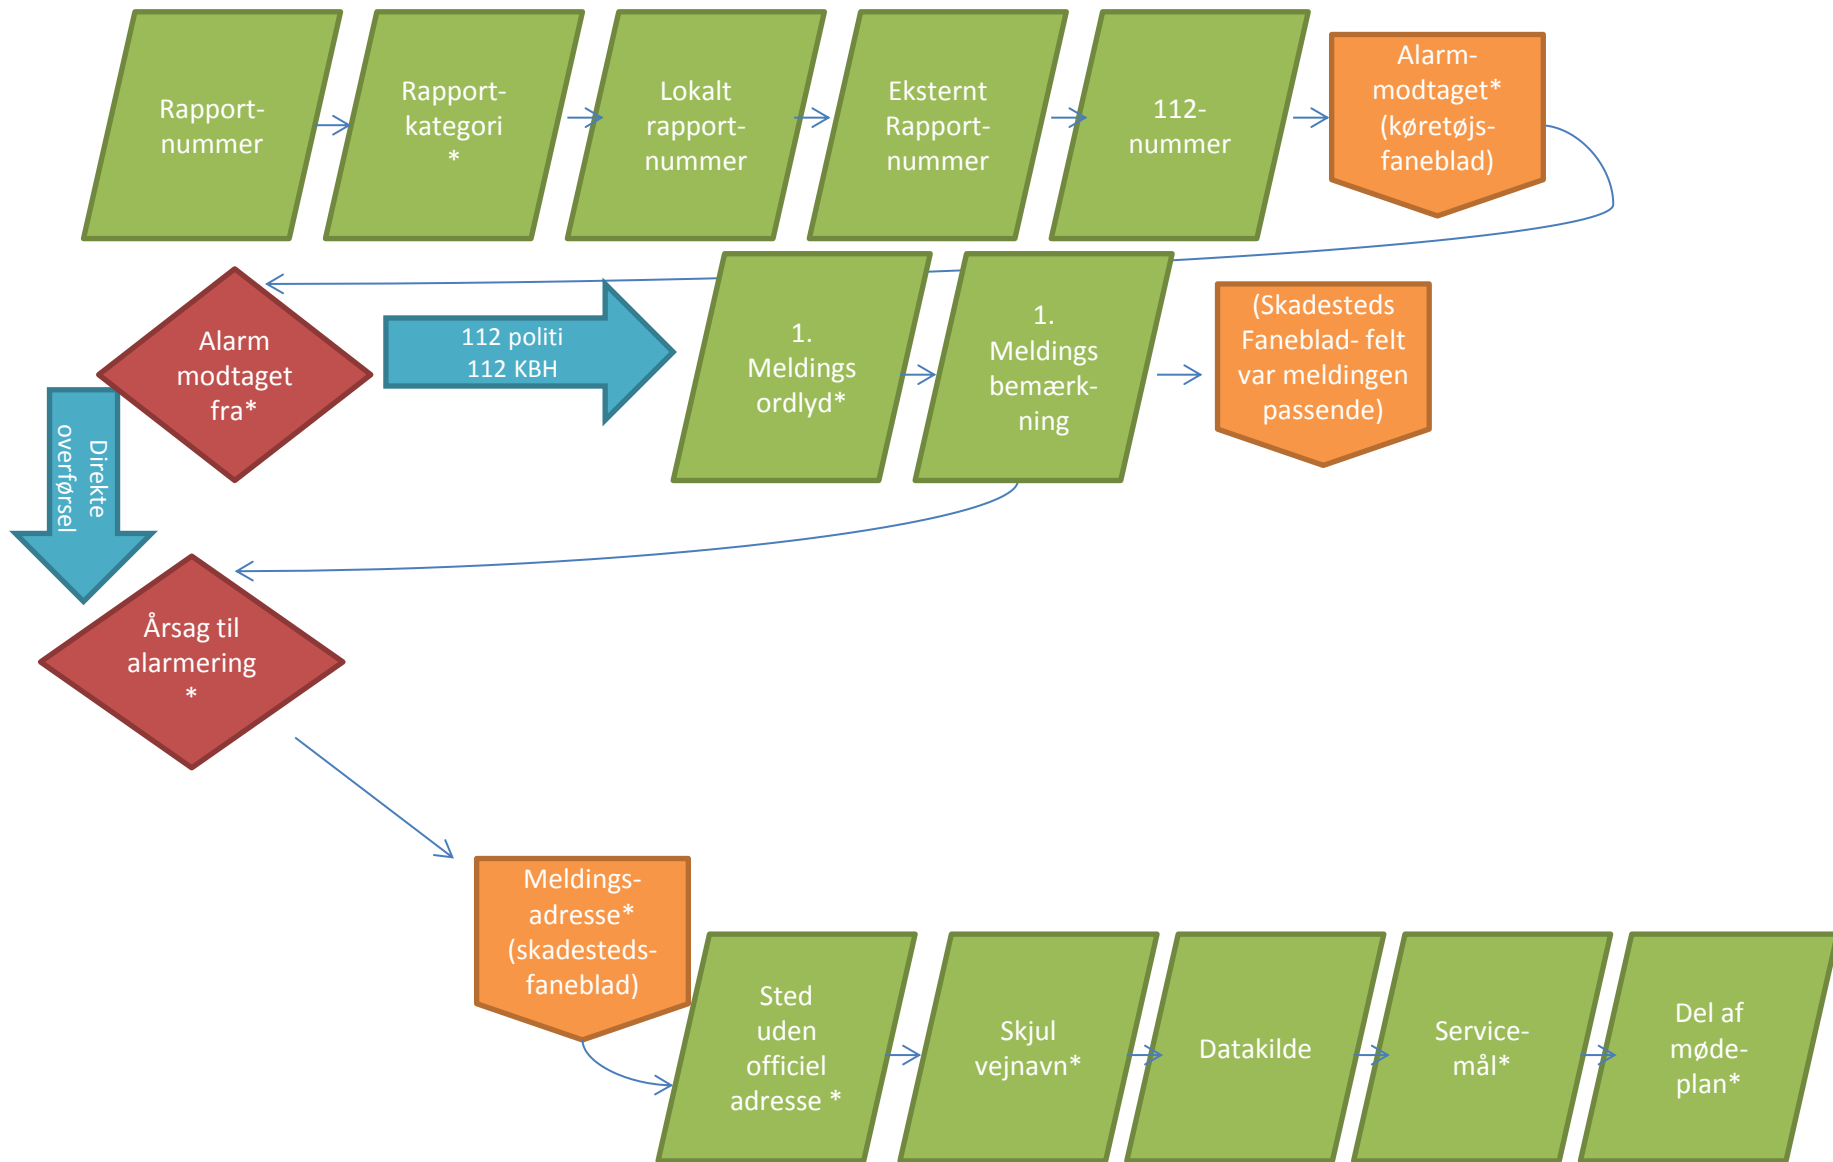 Rapport-
nummer
Rapport-
kategori
*
Lokalt
rapport-
nummer
Eksternt
Rapport-
nummer
112-
nummer
Alarm-
modtaget*
(køretøjs-
faneblad)
Alarm
modtaget
fra*
112 politi
112 KBH
1.
Meldings
ordlyd*
1.
Meldings
bemærk-
ning
(Skadesteds
Faneblad- felt
var meldingen
passende)
Direkte
overførsel
Årsag til
alarmering
*
Meldings-
adresse*
(skadesteds-
faneblad)
Sted
uden
officiel
adresse *
Skjul
vejnavn*
Datakilde
Service-
mål*
Del af
møde-
plan*